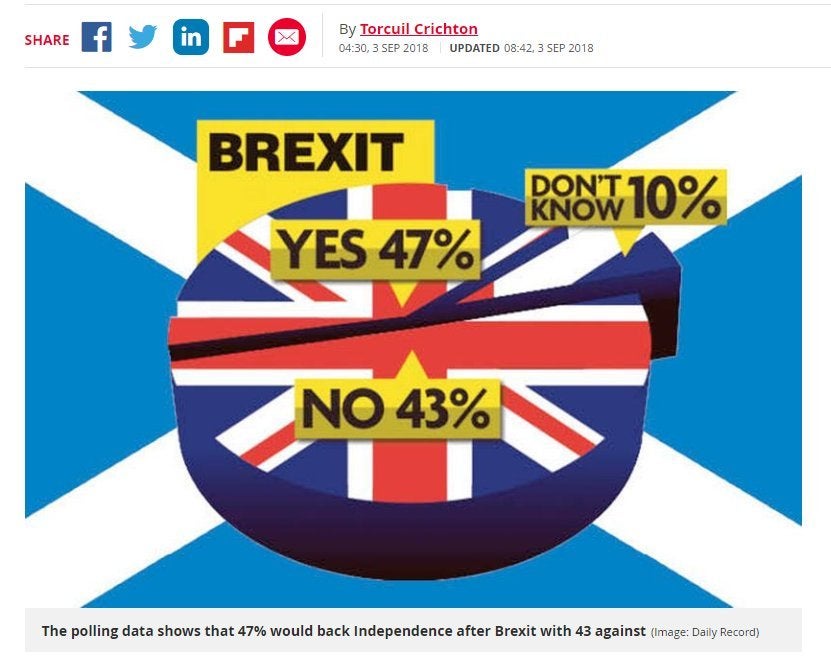 SHARE
By Torcuil Crichton
04:30, 3 SEP 2018 UPDATED 08:42, 3 SEP 2018
BREXIT
DON'T
KNOW 10%
YES 47%
NO 43%
The polling data shows that 47% would back Independence after Brexit with 43 against (Image: Daily Record)